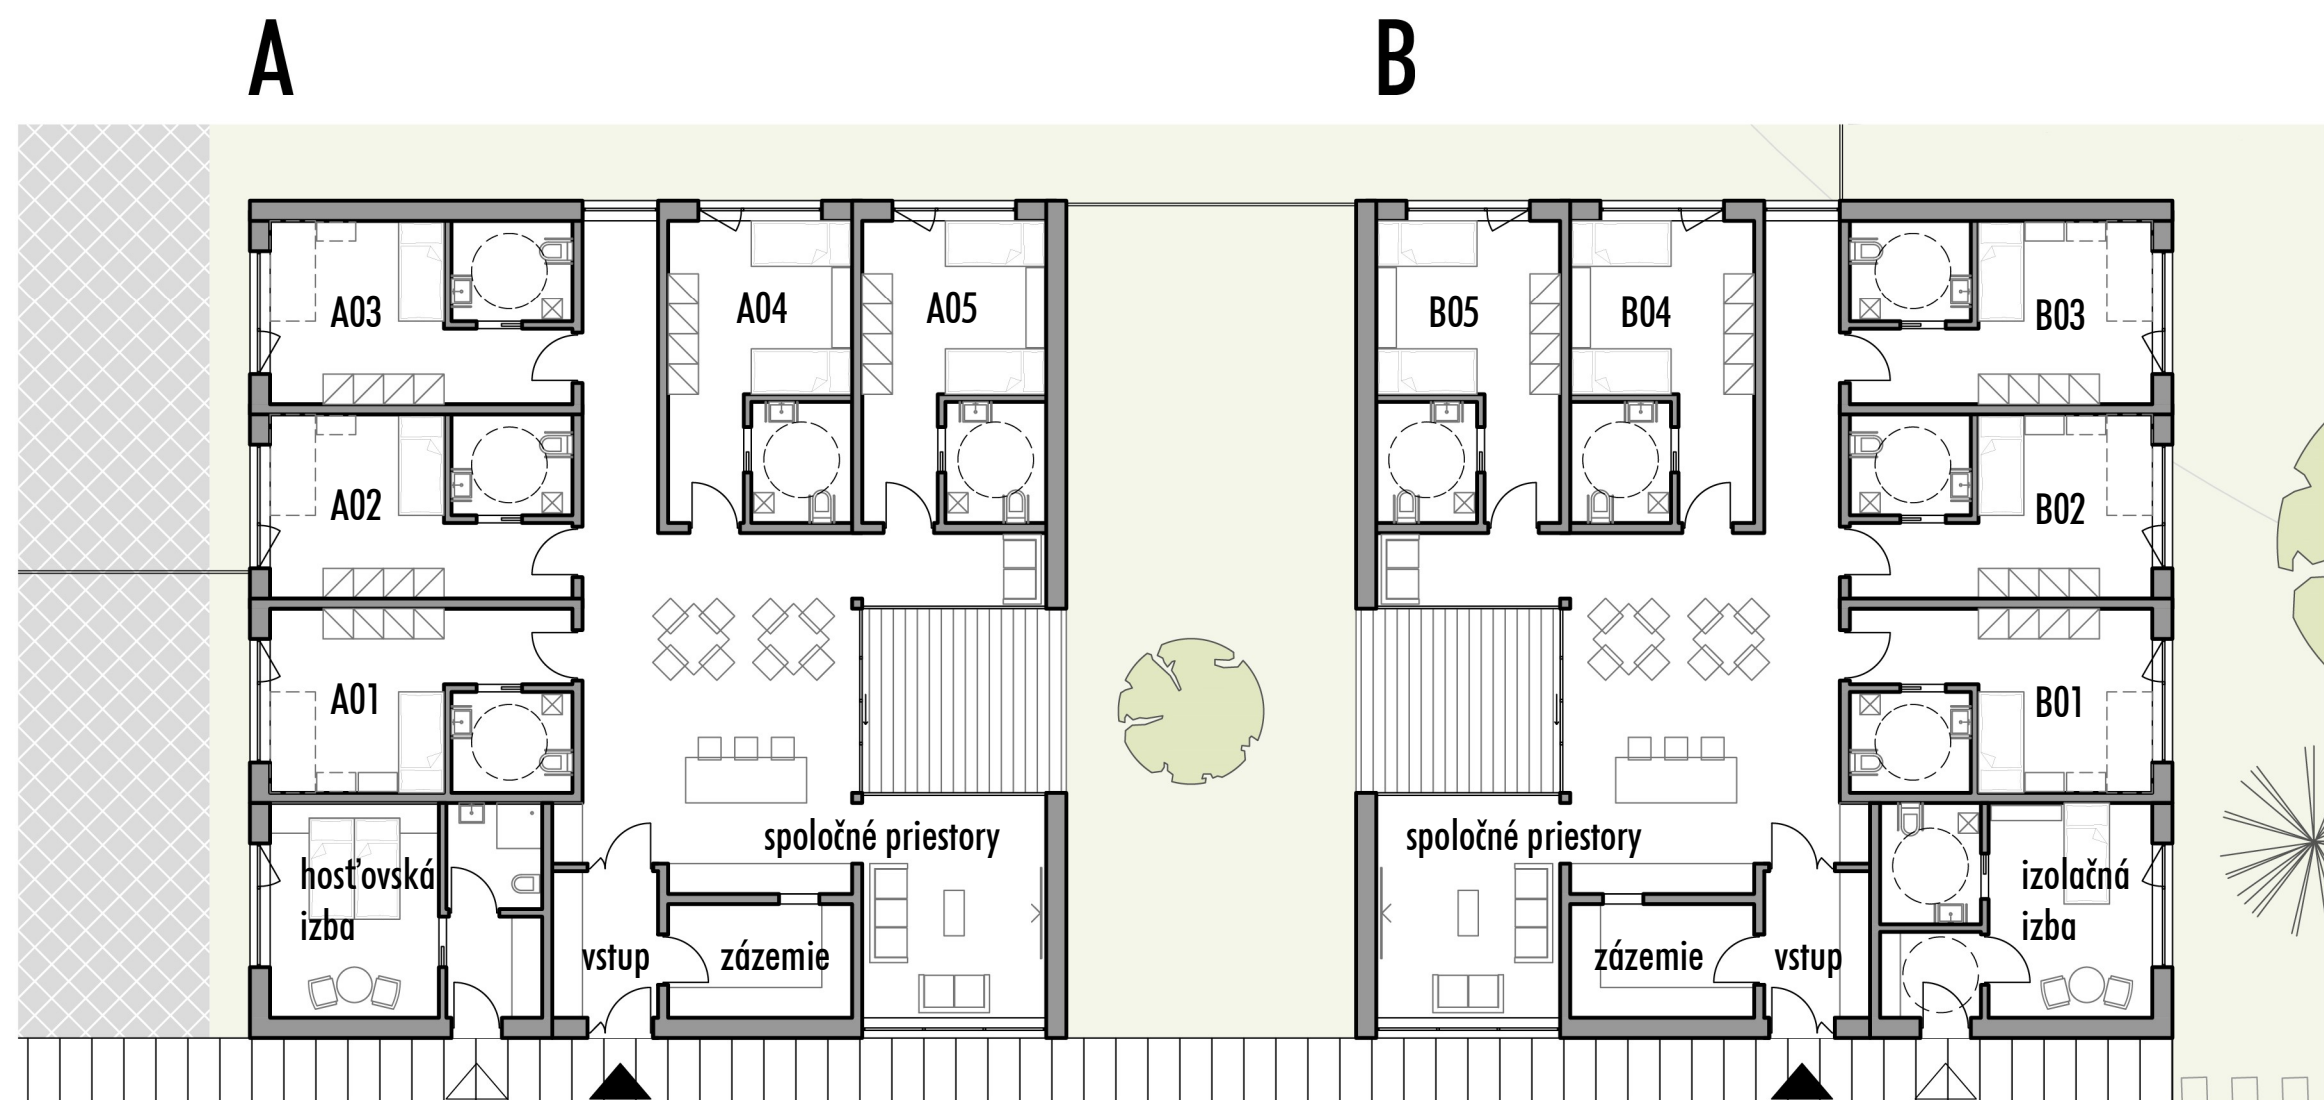 A
B
A03
A04
A05
B05
B04
B03
A02
B02
A01
B01
spoločné priestory
spoločné priestory
hosťovská
izba
izolačná
izba
vstup
zázemie
zázemie
vstup